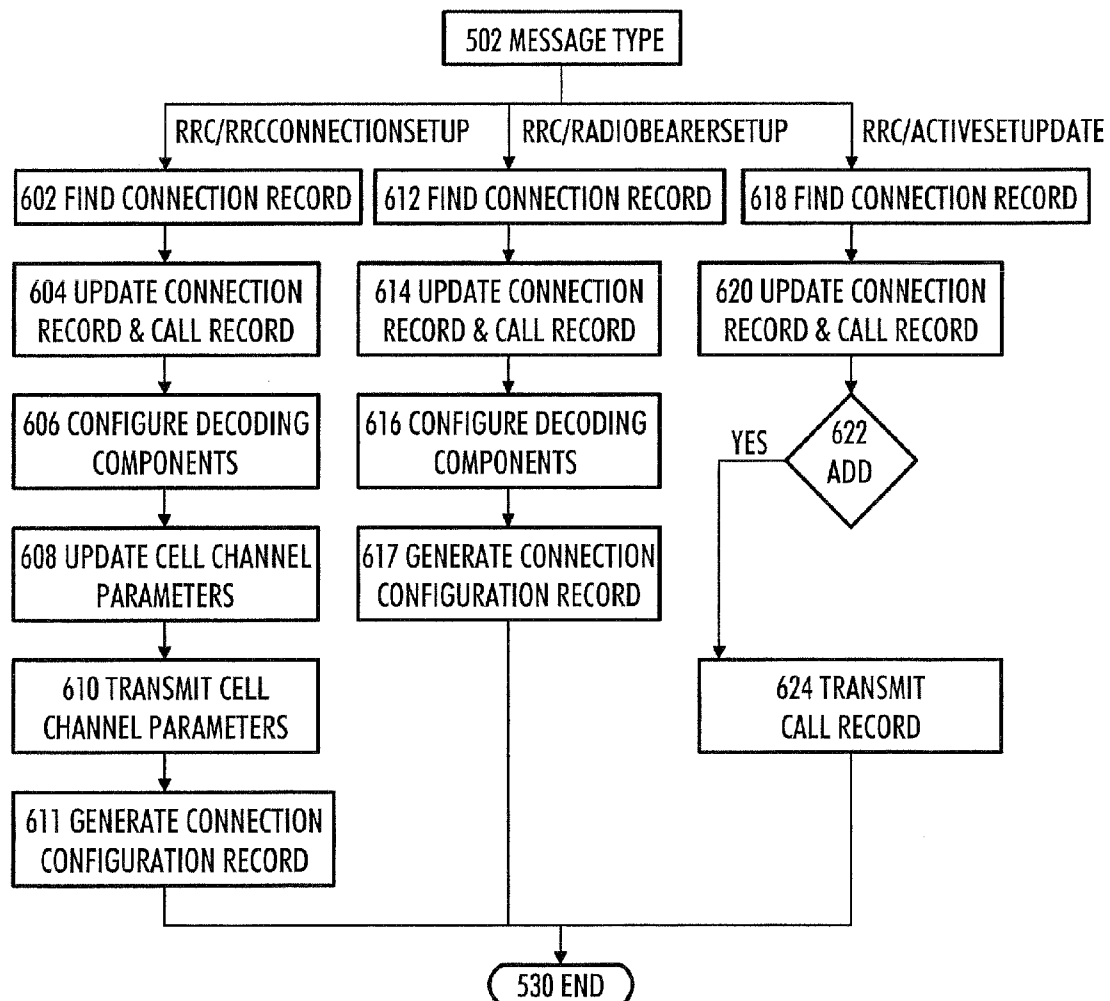 502 MESSAGE TYPE
RRC/RRCCONNECTIONSETUP
RRC/RADIOBEARERSETUP
RRC/ACTIVESETUPDATE
602 FIND CONNECTION RECORD
612 FIND CONNECTION RECORD
618 FIND CONNECTION RECORD
604 UPDATE CONNECTION
RECORD & CALL RECORD
614 UPDATE CONNECTION
RECORD & CALL RECORD
620 UPDATE CONNECTION
RECORD & CALL RECORD
606 CONFIGURE DECODING
COMPONENTS
616 CONFIGURE DECODING
COMPONENTS
YES
622
ADD
608 UPDATE CELL CHANNEL
PARAMETERS
617 GENERATE CONNECTION
CONFIGURATION RECORD
610 TRANSMIT CELL
CHANNEL PARAMETERS
624 TRANSMIT
CALL RECORD
611 GENERATE CONNECTION
CONFIGURATION RECORD
530 END